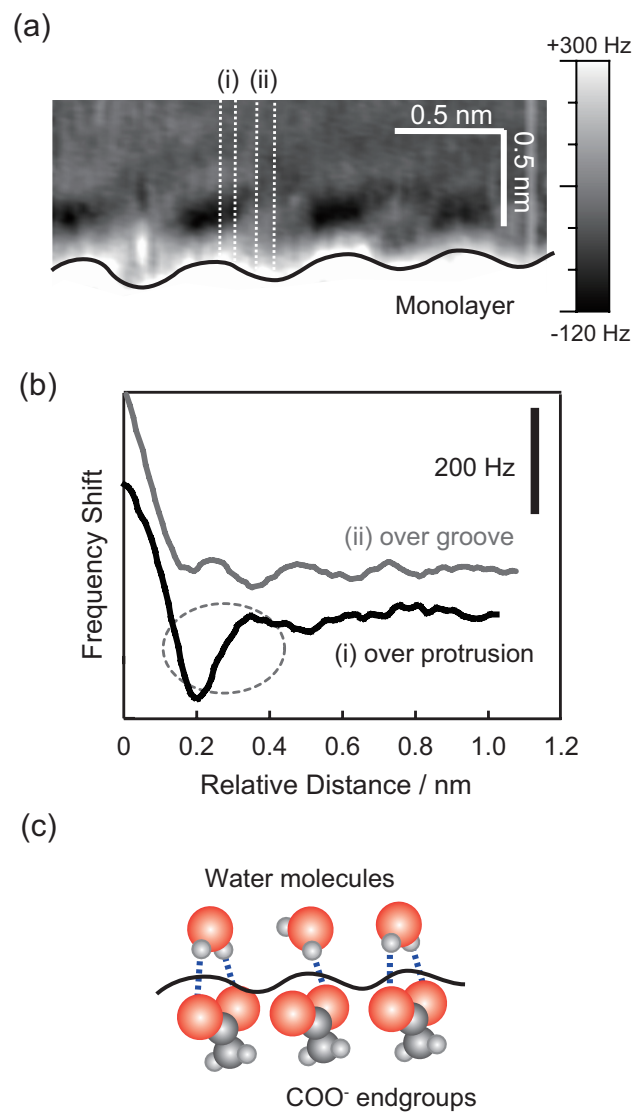 (a)
+300 Hz
(i) (ii)
0.5 nm
0.5 nm
Monolayer
-120 Hz
(b)
Frequency Shift
200 Hz
(ii) over groove
(i) over protrusion
0 0.2 0.4 0.6 0.8 1.0 1.2
Relative Distance / nm
(c)
Water molecules
COO⁻ endgroups